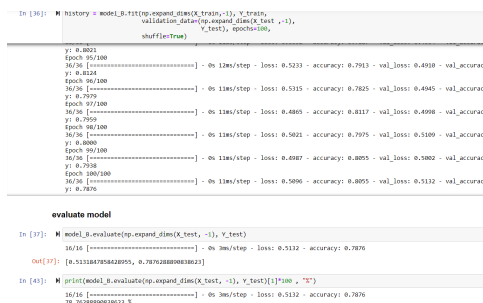 In [36]: history = model_B.fit(np.expand_dims(X_train,-1), Y_train,
validation_data=(np.expand_dims(X_test ,-1),
Y_test), epochs=100,
shuffle=True)
y: 0.8021
Epoch 95/100
36/36 [==============================] - 0s 12ms/step - loss: 0.5233 - accuracy: 0.7913 - val_loss: 0.4910 - val_accurac
y: 0.8124
Epoch 96/100
36/36 [==============================] - 0s 11ms/step - loss: 0.5315 - accuracy: 0.7825 - val_loss: 0.4945 - val_accurac
y: 0.7979
Epoch 97/100
36/36 [==============================] - 0s 11ms/step - loss: 0.4865 - accuracy: 0.8117 - val_loss: 0.4998 - val_accurac
y: 0.7959
Epoch 98/100
36/36 [==============================] - 0s 11ms/step - loss: 0.5021 - accuracy: 0.7975 - val_loss: 0.5109 - val_accurac
y: 0.8000
Epoch 99/100
36/36 [==============================] - 0s 11ms/step - loss: 0.4987 - accuracy: 0.8055 - val_loss: 0.5002 - val_accurac
y: 0.7938
Epoch 100/100
36/36 [==============================] - 0s 11ms/step - loss: 0.5096 - accuracy: 0.8055 - val_loss: 0.5132 - val_accurac
y: 0.7876
evaluate model
In [37]: model_B.evaluate(np.expand_dims(X_test, -1), Y_test)
16/16 [==============================] - 0s 3ms/step - loss: 0.5132 - accuracy: 0.7876
Out[37]: [0.5131847858428955, 0.7876288890838623]
In [43]: print(model_B.evaluate(np.expand_dims(X_test, -1), Y_test)[1]*100 , "%")
16/16 [==============================] - 0s 3ms/step - loss: 0.5132 - accuracy: 0.7876
78.76288890838623 %